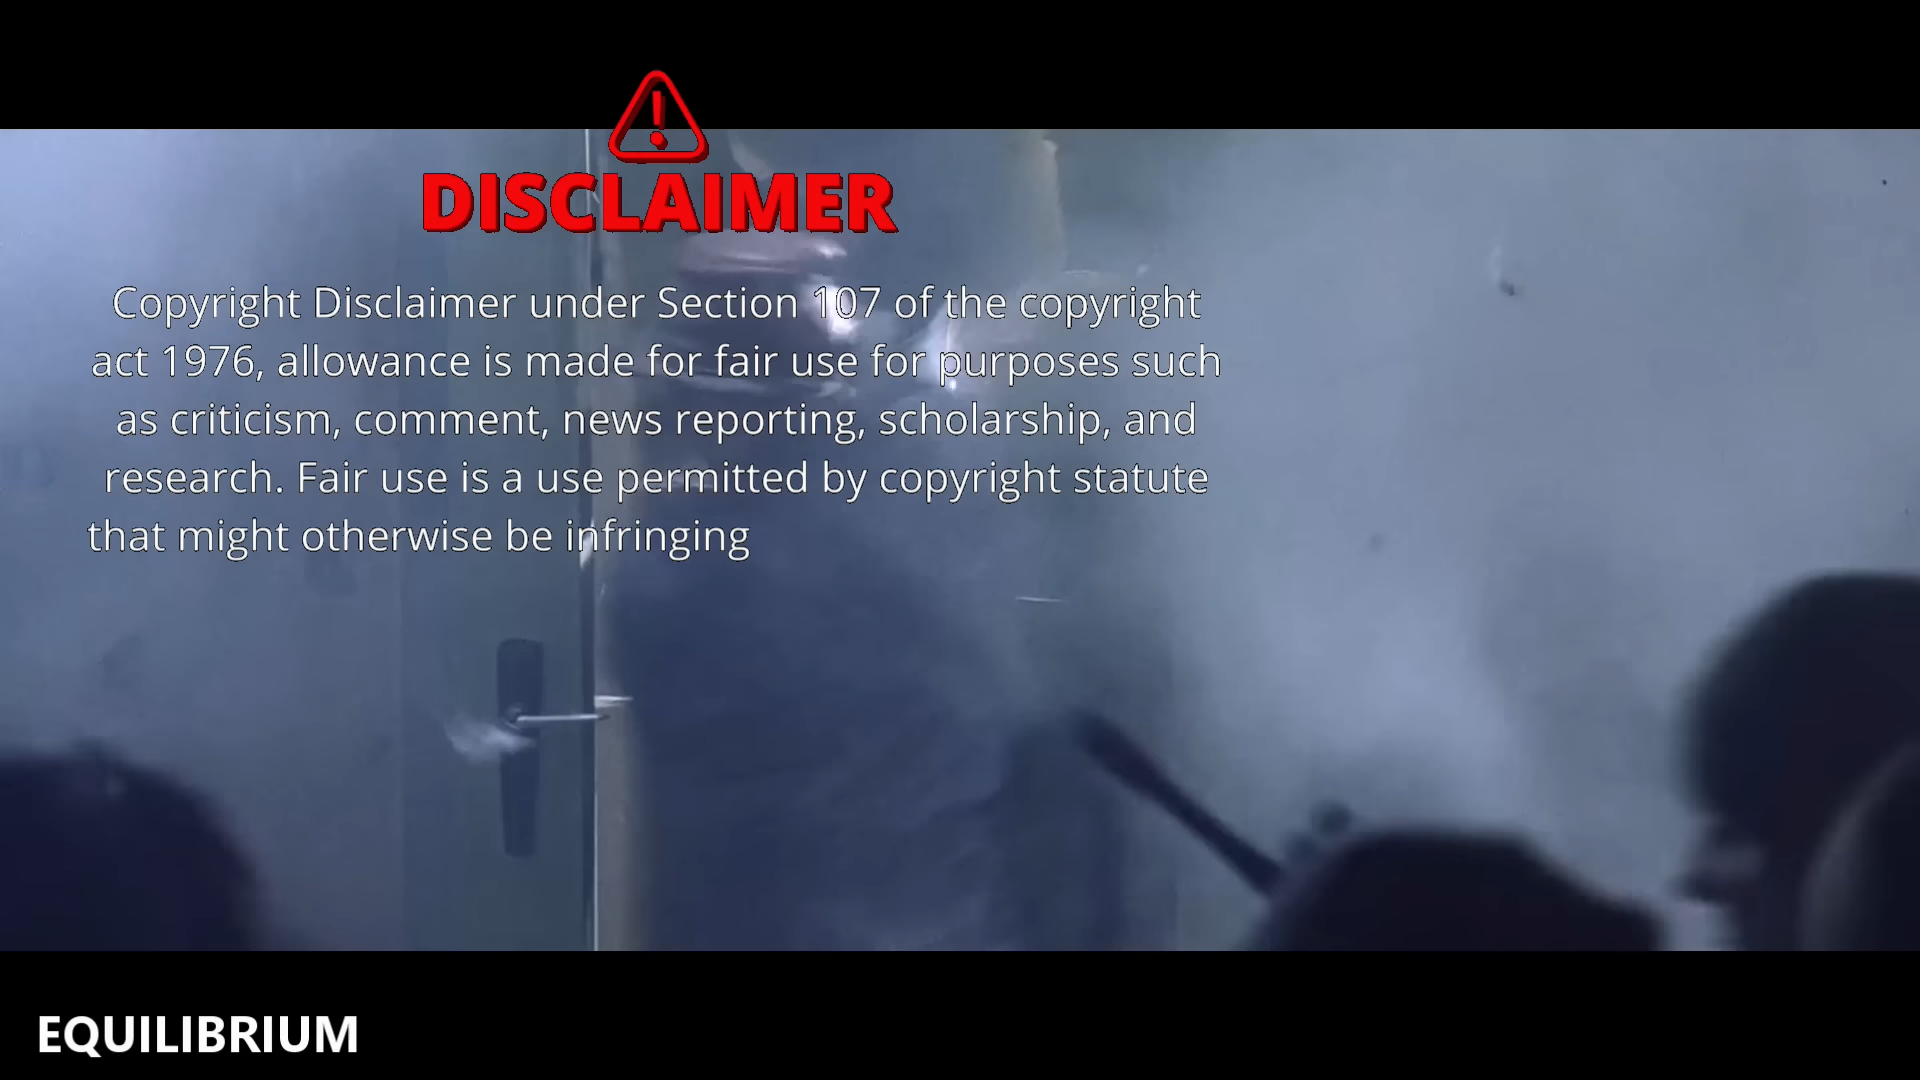 DISCLAIMER
Copyright Disclaimer under Section 107 of the copyright
act 1976, allowance is made for fair use for purposes such
as criticism, comment, news reporting, scholarship, and
research. Fair use is a use permitted by copyright statute
that might otherwise be infringing
EQUILIBRIUM